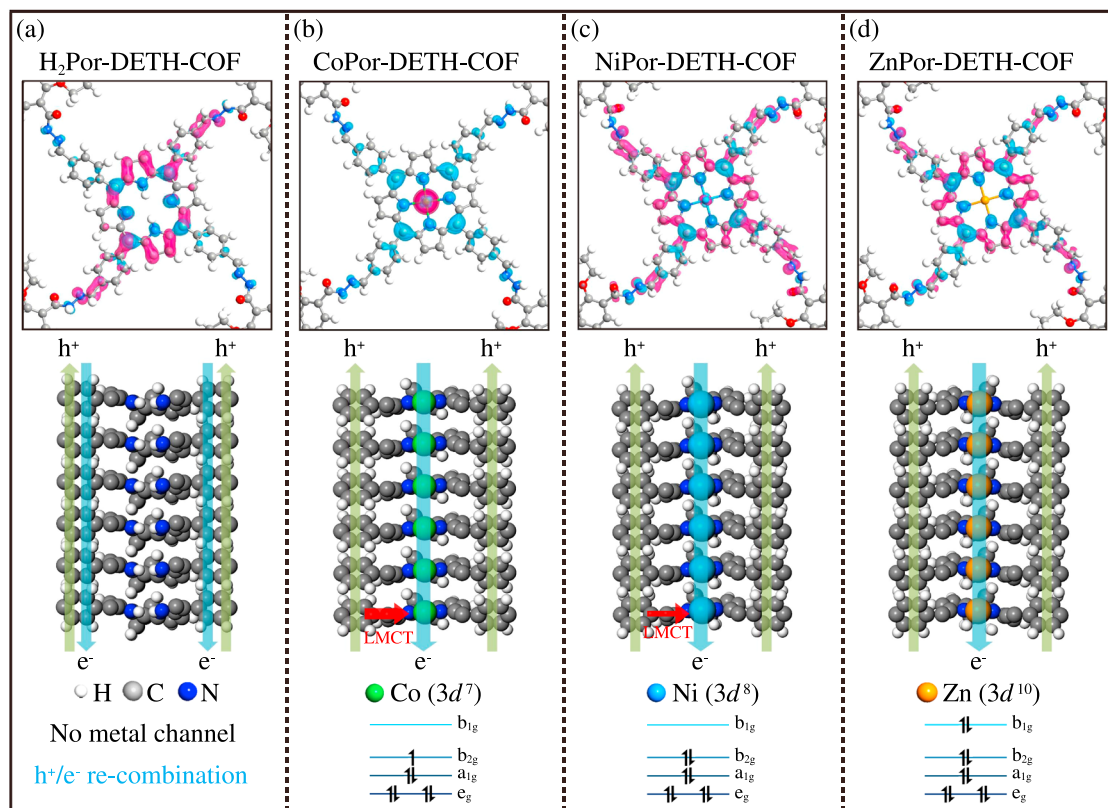 (a)
H₂Por-DETH-COF
h⁺ h⁺
e⁻ e⁻
H C N
No metal channel
h⁺/e⁻ re-combination
(b)
CoPor-DETH-COF
h⁺ h⁺
LMCT
e⁻
Co (3d⁷)
b₁g
b₂g
a₁g
eg
(c)
NiPor-DETH-COF
h⁺ h⁺
LMCT
e⁻
Ni (3d⁸)
b₁g
b₂g
a₁g
eg
(d)
ZnPor-DETH-COF
h⁺ h⁺
e⁻
Zn (3d¹⁰)
b₁g
b₂g
a₁g
eg